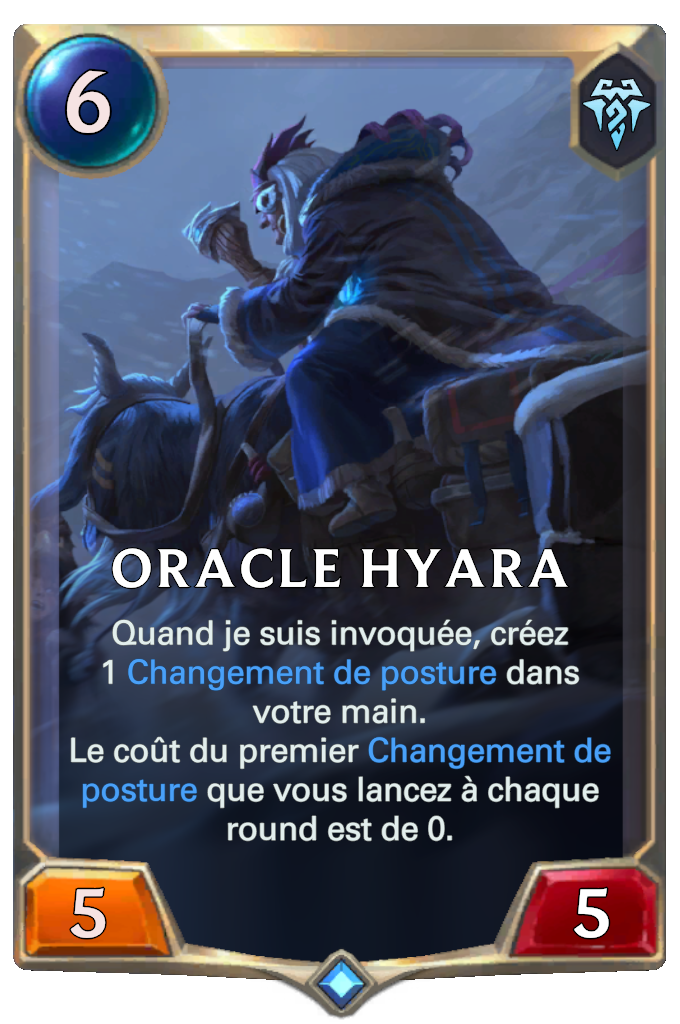 6
ORACLE HYARA
Quand je suis invoquée, créez
1 Changement de posture dans
votre main.
Le coût du premier Changement de
posture que vous lancez à chaque
round est de 0.
5
5